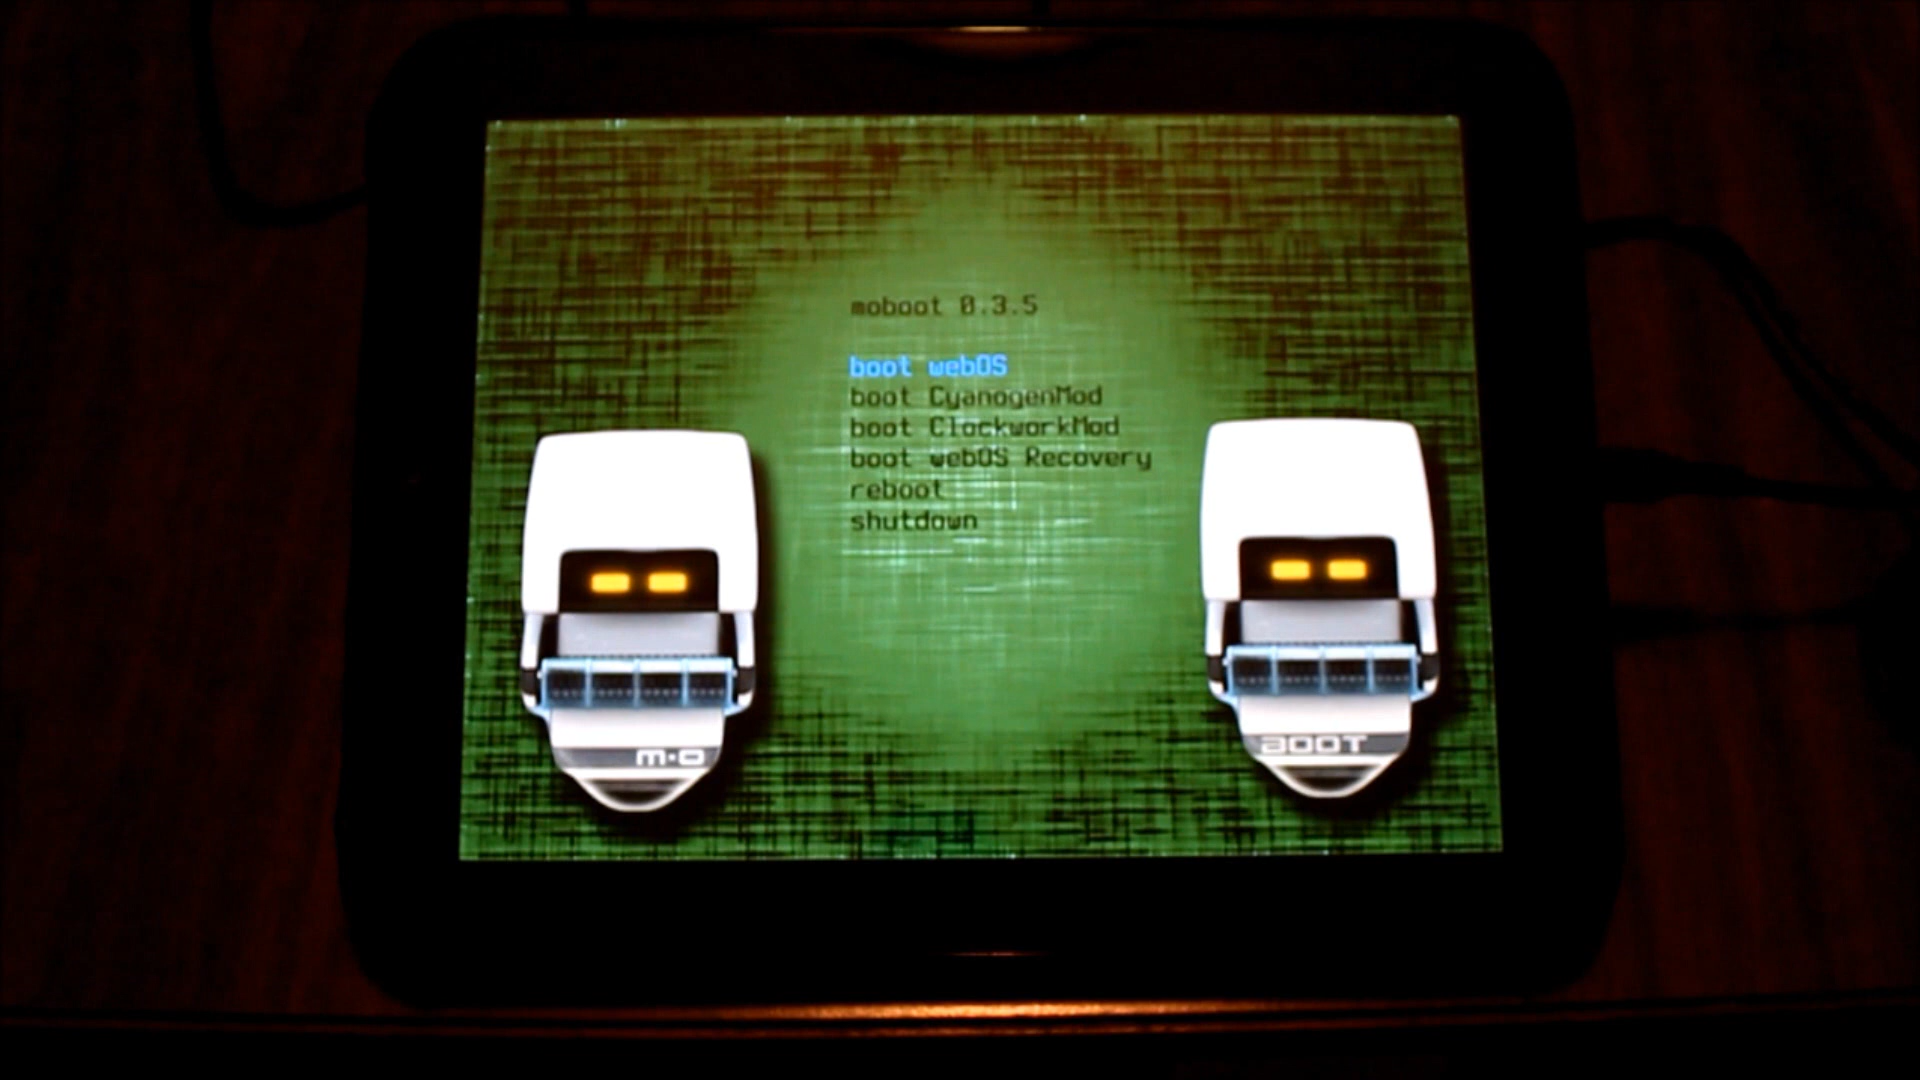 moboot 0.3.5
boot webOS
boot CyanogenMod
boot ClockworkMod
boot webOS Recovery
reboot
shutdown
M·O
BOOT